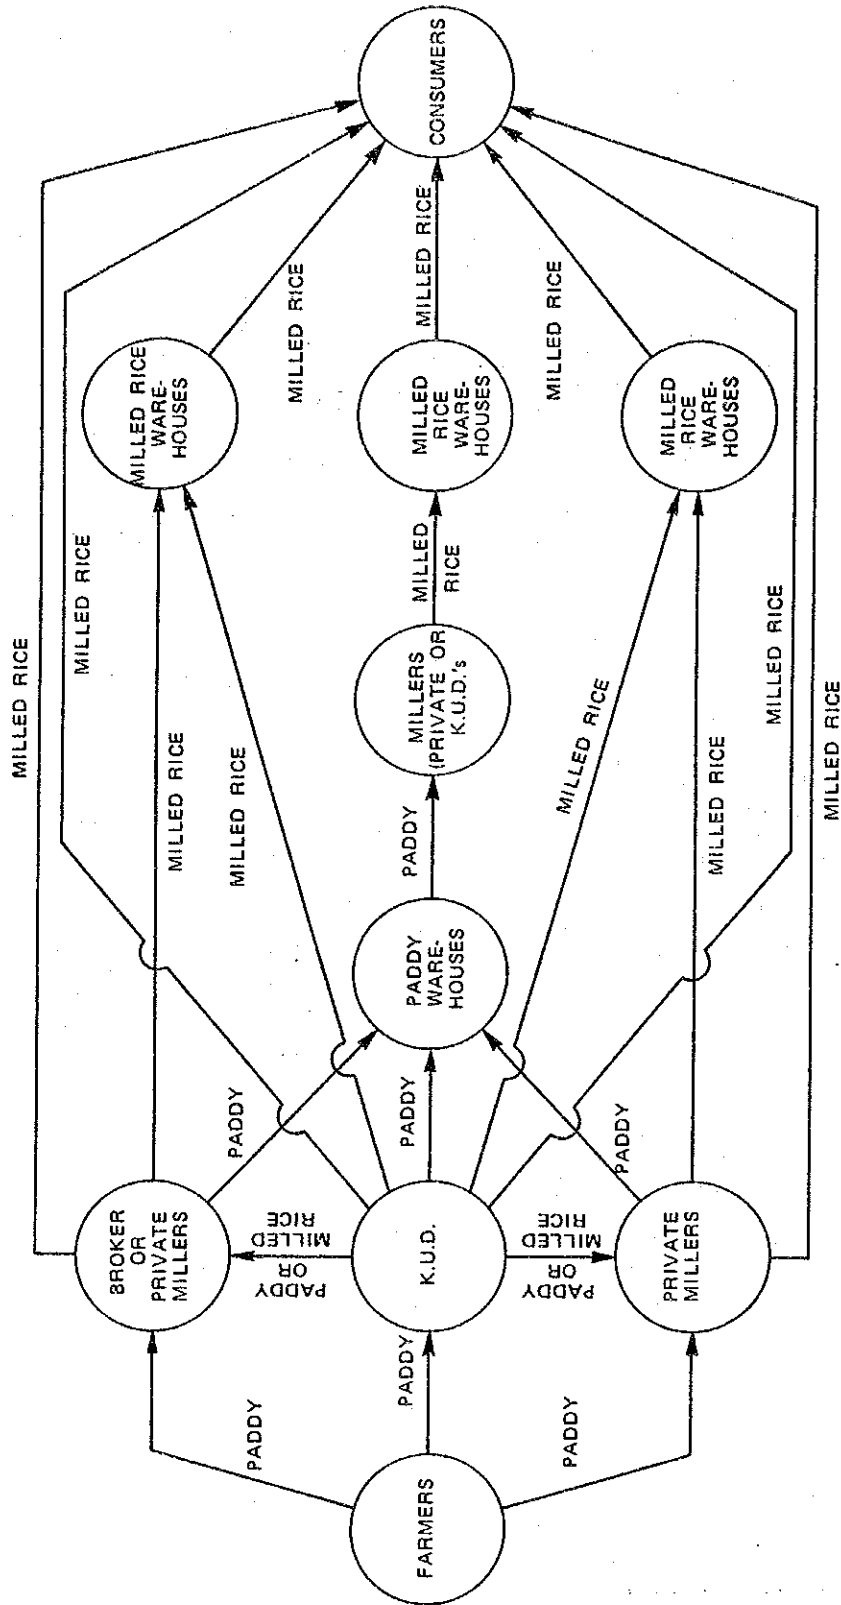 MILLED RICE
MILLED RICE
BROKER
OR
PRIVATE
MILLERS
MILLED RICE
MILLED RICE
WARE-
HOUSES
PADDY
PADDY
MILLED RICE
MILLED RICE
PADDY OR
MILLED
RICE
FARMERS
PADDY
K.U.D.
PADDY
PADDY
WARE-
HOUSES
PADDY
MILLERS
(PRIVATE OR
K.U.D.'s
MILLED
RICE
MILLED
RICE
WARE-
HOUSES
MILLED RICE
CONSUMERS
PADDY OR
MILLED
RICE
MILLED RICE
MILLED RICE
PADDY
PADDY
PRIVATE
MILLERS
MILLED RICE
MILLED
RICE
WARE-
HOUSES
MILLED RICE
MILLED RICE